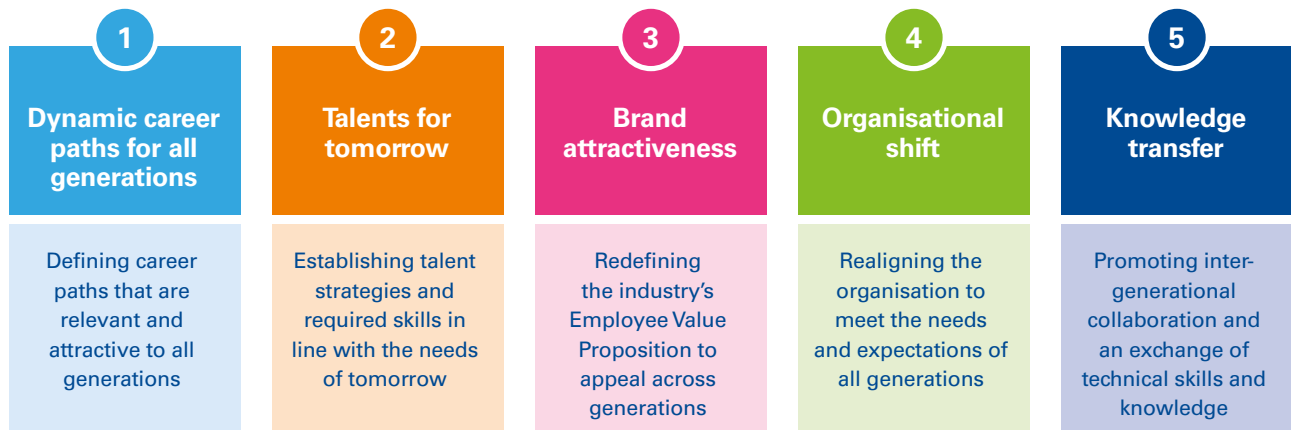 1
Dynamic career
paths for all
generations
Defining career
paths that are
relevant and
attractive to all
generations
2
Talents for
tomorrow
Establishing talent
strategies and
required skills in
line with the needs
of tomorrow
3
Brand
attractiveness
Redefining
the industry's
Employee Value
Proposition to
appeal across
generations
4
Organisational
shift
Realigning the
organisation to
meet the needs
and expectations of
all generations
5
Knowledge
transfer
Promoting inter-
generational
collaboration and
an exchange of
technical skills and
knowledge